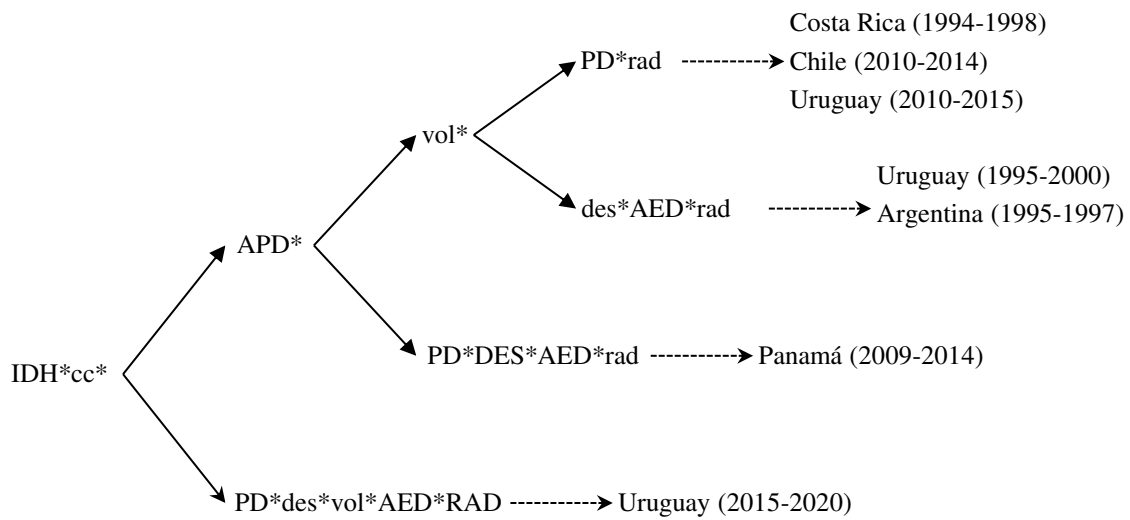 Costa Rica (1994-1998)
PD*rad
Chile (2010-2014)
Uruguay (2010-2015)
vol*
Uruguay (1995-2000)
des*AED*rad
Argentina (1995-1997)
APD*
PD*DES*AED*rad
Panamá (2009-2014)
IDH*cc*
PD*des*vol*AED*RAD
Uruguay (2015-2020)